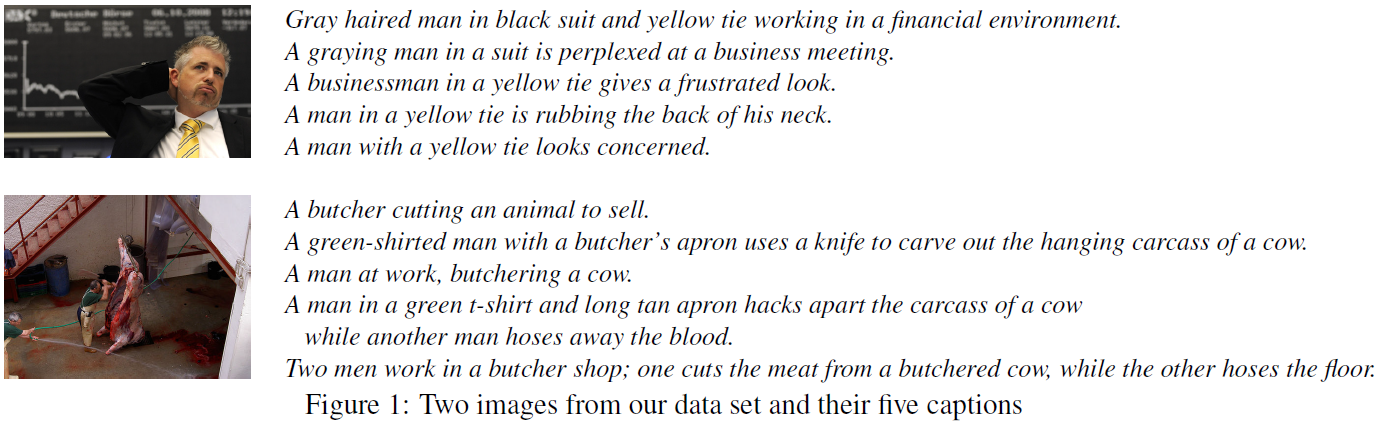 Deutsche Börse
Gray haired man in black suit and yellow tie working in a financial environment.
A graying man in a suit is perplexed at a business meeting.
A businessman in a yellow tie gives a frustrated look.
A man in a yellow tie is rubbing the back of his neck.
A man with a yellow tie looks concerned.
A butcher cutting an animal to sell.
A green-shirted man with a butcher's apron uses a knife to carve out the hanging carcass of a cow.
A man at work, butchering a cow.
A man in a green t-shirt and long tan apron hacks apart the carcass of a cow
while another man hoses away the blood.
Two men work in a butcher shop; one cuts the meat from a butchered cow, while the other hoses the floor.
Figure 1: Two images from our data set and their five captions